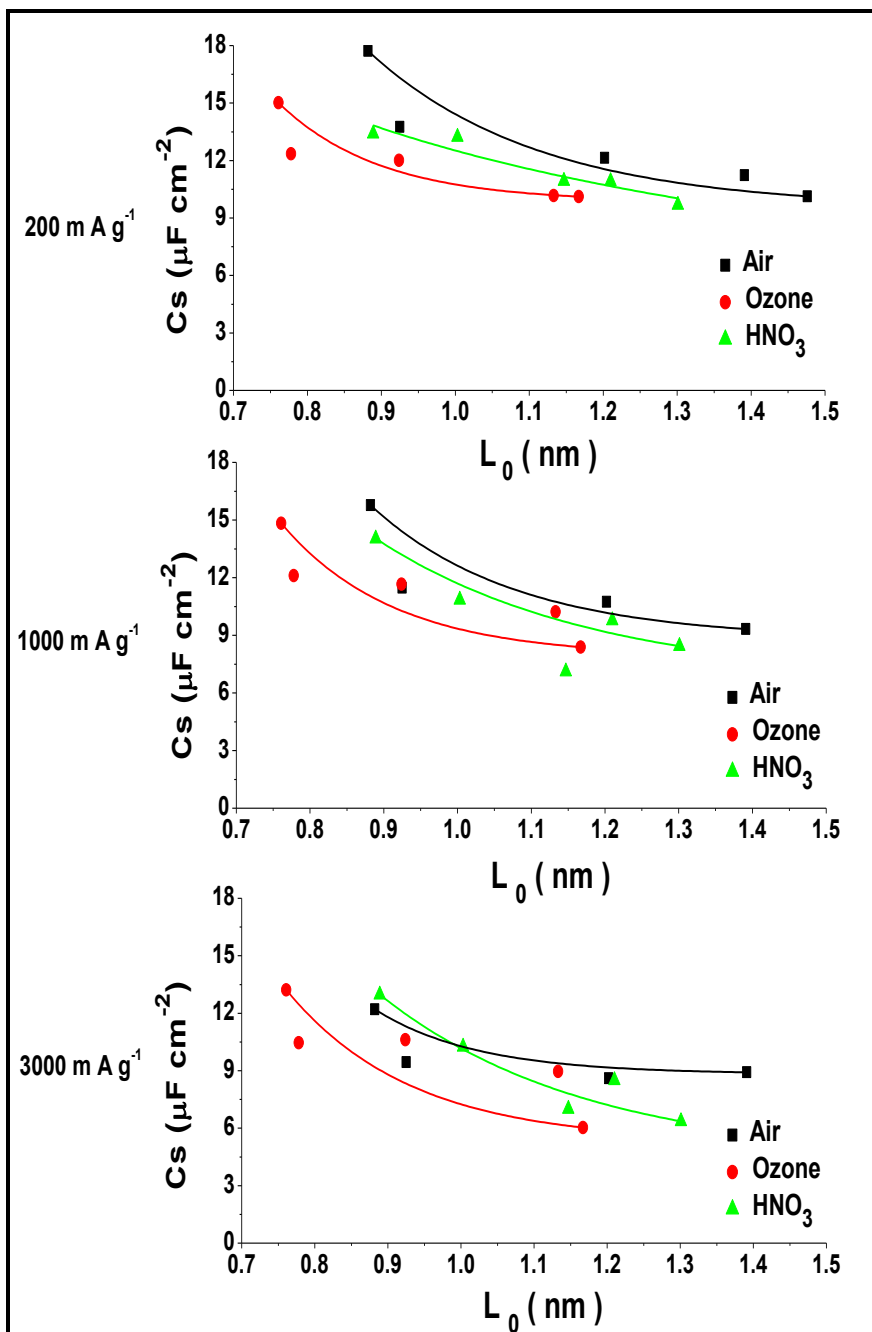 200 m A g-1
Cs (μF cm-2)
18
15
12
9
6
3
0
Air
Ozone
HNO3
0.7 0.8 0.9 1.0 1.1 1.2 1.3 1.4 1.5
L0 ( nm )
1000 m A g-1
Cs (μF cm-2)
18
15
12
9
6
3
0
Air
Ozone
HNO3
0.7 0.8 0.9 1.0 1.1 1.2 1.3 1.4 1.5
L0 ( nm )
3000 m A g-1
Cs (μF cm-2)
18
15
12
9
6
3
0
Air
Ozone
HNO3
0.7 0.8 0.9 1.0 1.1 1.2 1.3 1.4 1.5
L0 ( nm )